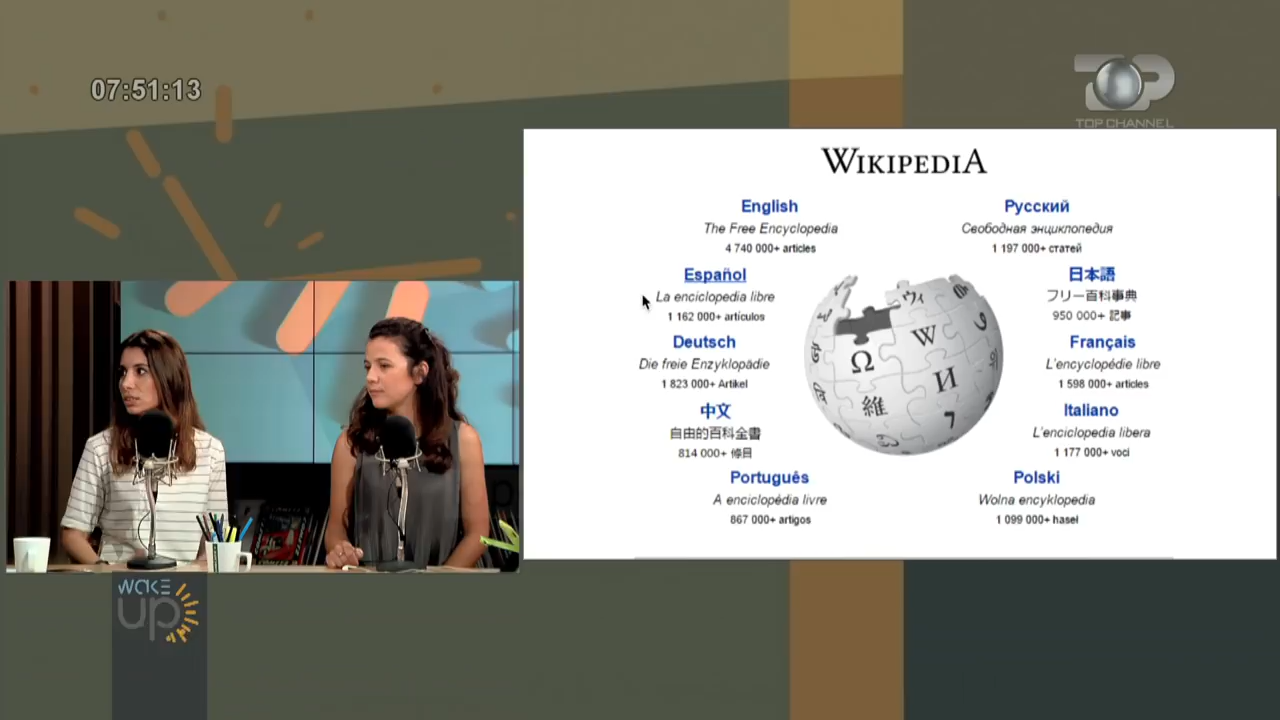 07:51:13
TOP CHANNEL
WIKIPEDIA
English
The Free Encyclopedia
4 740 000+ articles
Русский
Свободная энциклопедия
1 197 000+ статей
Español
La enciclopedia libre
1 162 000+ artículos
日本語
フリー百科事典
950 000+ 記事
Deutsch
Die freie Enzyklopädie
1 823 000+ Artikel
Français
L'encyclopédie libre
1 598 000+ articles
中文
自由的百科全書
814 000+ 條目
Italiano
L'enciclopedia libera
1 177 000+ voci
Português
A enciclopédia livre
867 000+ artigos
Polski
Wolna encyklopedia
1 099 000+ haseł
Ω
W
И
維
ウィ
WAKE
up